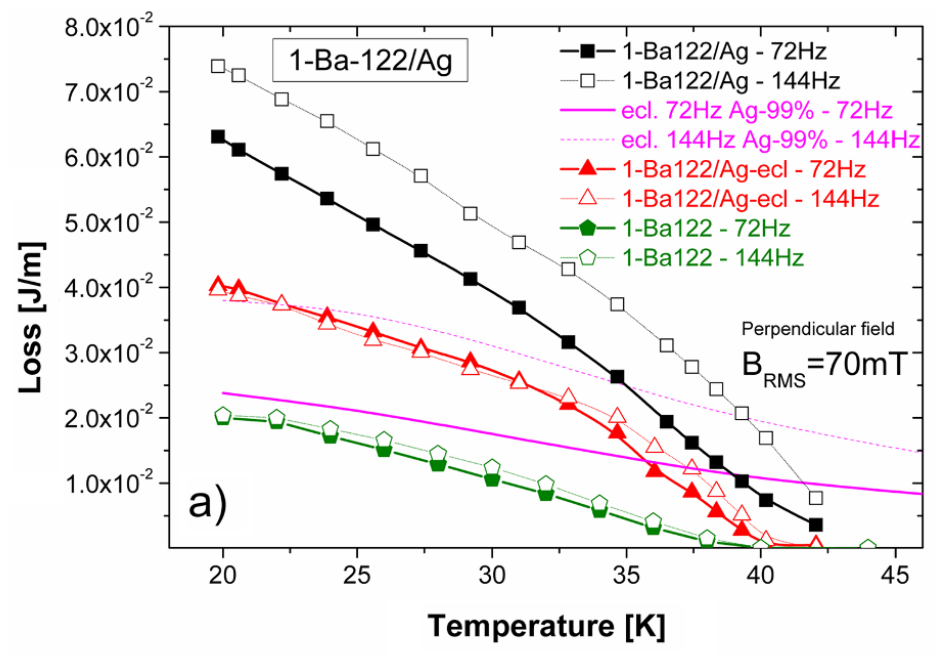 8.0x10⁻²
7.0x10⁻²
6.0x10⁻²
5.0x10⁻²
4.0x10⁻²
3.0x10⁻²
2.0x10⁻²
1.0x10⁻²
Loss [J/m]
1-Ba-122/Ag
1-Ba122/Ag - 72Hz
1-Ba122/Ag - 144Hz
ecl. 72Hz Ag-99% - 72Hz
ecl. 144Hz Ag-99% - 144Hz
1-Ba122/Ag-ecl - 72Hz
1-Ba122/Ag-ecl - 144Hz
1-Ba122 - 72Hz
1-Ba122 - 144Hz
Perpendicular field
B_RMS=70mT
a)
20 25 30 35 40 45
Temperature [K]